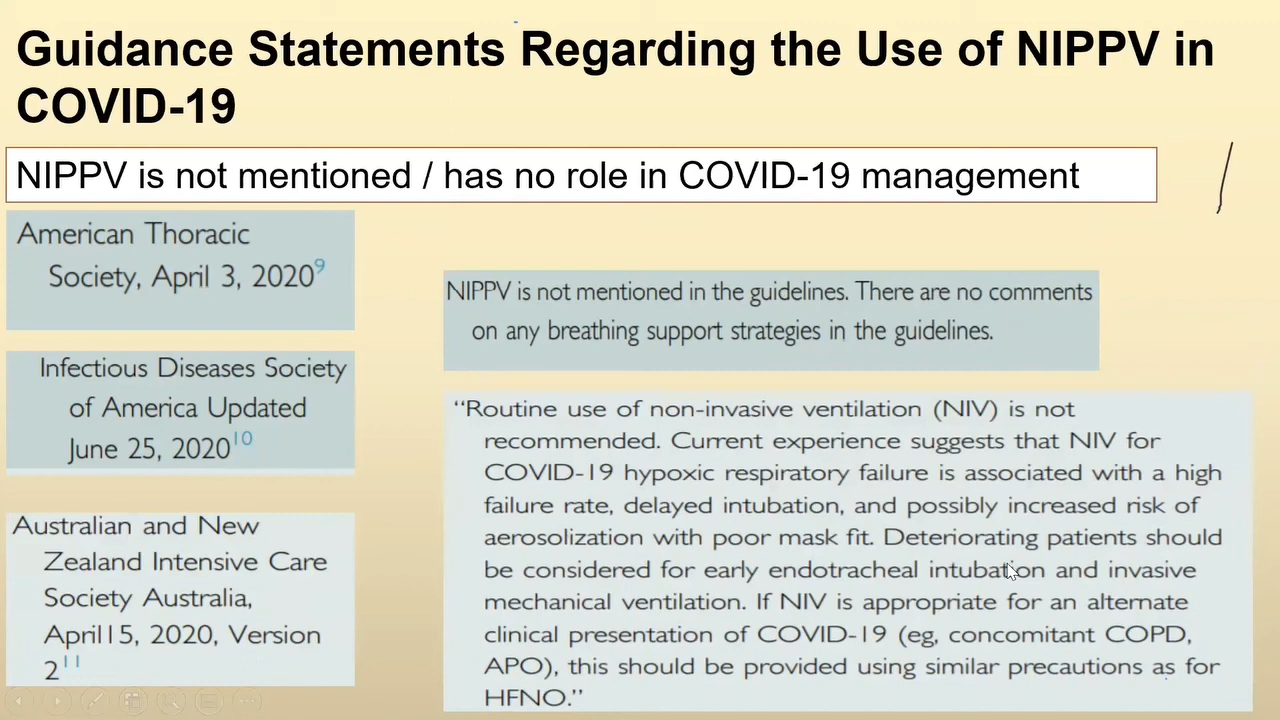 Guidance Statements Regarding the Use of NIPPV in
COVID-19
NIPPV is not mentioned / has no role in COVID-19 management
American Thoracic
Society, April 3, 2020⁹
NIPPV is not mentioned in the guidelines. There are no comments
on any breathing support strategies in the guidelines.
Infectious Diseases Society
of America Updated
June 25, 2020¹⁰
Australian and New
Zealand Intensive Care
Society Australia,
April15, 2020, Version
2¹¹
“Routine use of non-invasive ventilation (NIV) is not
recommended. Current experience suggests that NIV for
COVID-19 hypoxic respiratory failure is associated with a high
failure rate, delayed intubation, and possibly increased risk of
aerosolization with poor mask fit. Deteriorating patients should
be considered for early endotracheal intubation and invasive
mechanical ventilation. If NIV is appropriate for an alternate
clinical presentation of COVID-19 (eg, concomitant COPD,
APO), this should be provided using similar precautions as for
HFNO.”